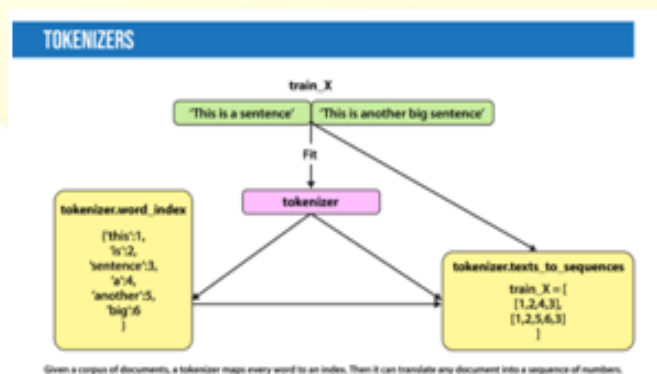 TOKENIZERS
train_X
'This is a sentence' 'This is another big sentence'
Fit
tokenizer
tokenizer.word_index
{'this':1,
'is':2,
'sentence':3,
'a':4,
'another':5,
'big':6
}
tokenizer.texts_to_sequences
train_X = [
[1,2,4,3],
[1,2,5,6,3]
]
Given a corpus of documents, a tokenizer maps every word to an index. Then it can translate any document into a sequence of numbers.